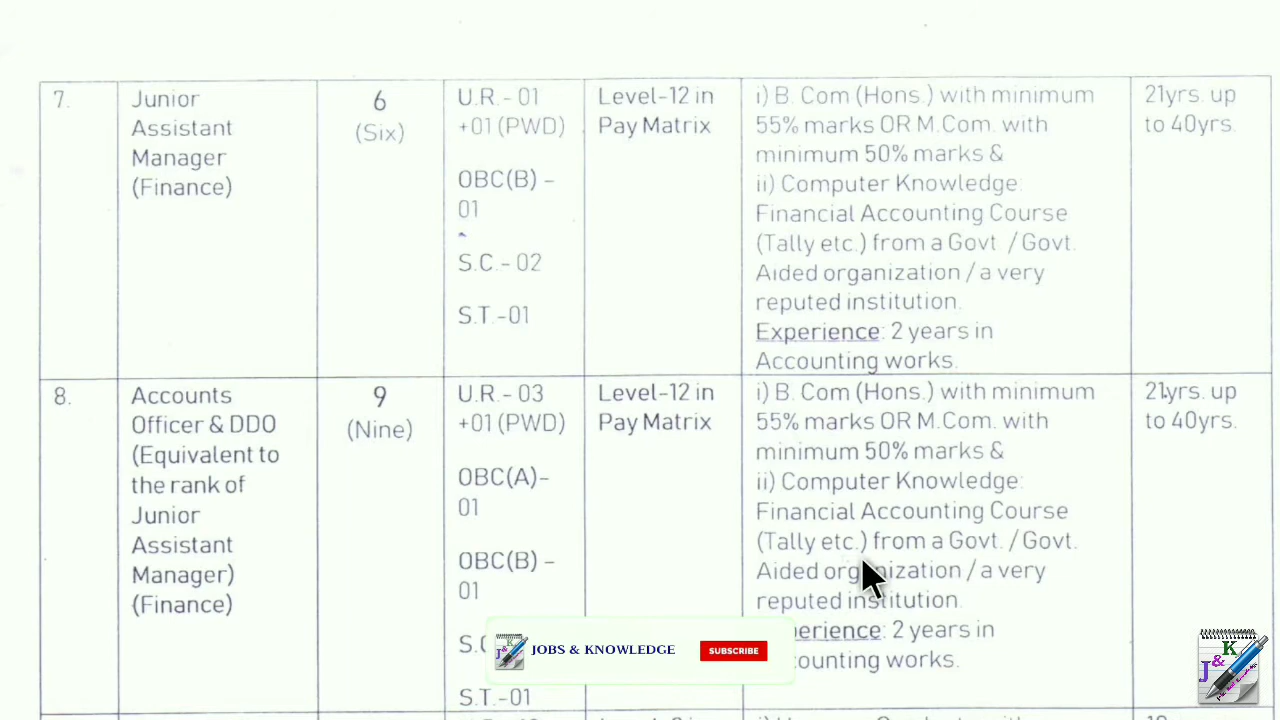 7.
Junior
Assistant
Manager
(Finance)
6
(Six)
U.R.- 01
+01 (PWD)
OBC(B) –
01
S.C.- 02
S.T.-01
Level-12 in
Pay Matrix
i) B. Com (Hons.) with minimum
55% marks OR M.Com. with
minimum 50% marks &
ii) Computer Knowledge:
Financial Accounting Course
(Tally etc.) from a Govt. / Govt.
Aided organization / a very
reputed institution.
Experience: 2 years in
Accounting works.
21yrs. up
to 40yrs.
8.
Accounts
Officer & DDO
(Equivalent to
the rank of
Junior
Assistant
Manager)
(Finance)
9
(Nine)
U.R.- 03
+01 (PWD)
OBC(A)–
01
OBC(B) –
01
S.T.-01
Level-12 in
Pay Matrix
i) B. Com (Hons.) with minimum
55% marks OR M.Com. with
minimum 50% marks &
ii) Computer Knowledge:
Financial Accounting Course
(Tally etc.) from a Govt. / Govt.
Aided organization / a very
reputed institution.
2 years in
works.
21yrs. up
to 40yrs.
JOBS & KNOWLEDGE
SUBSCRIBE
J&K